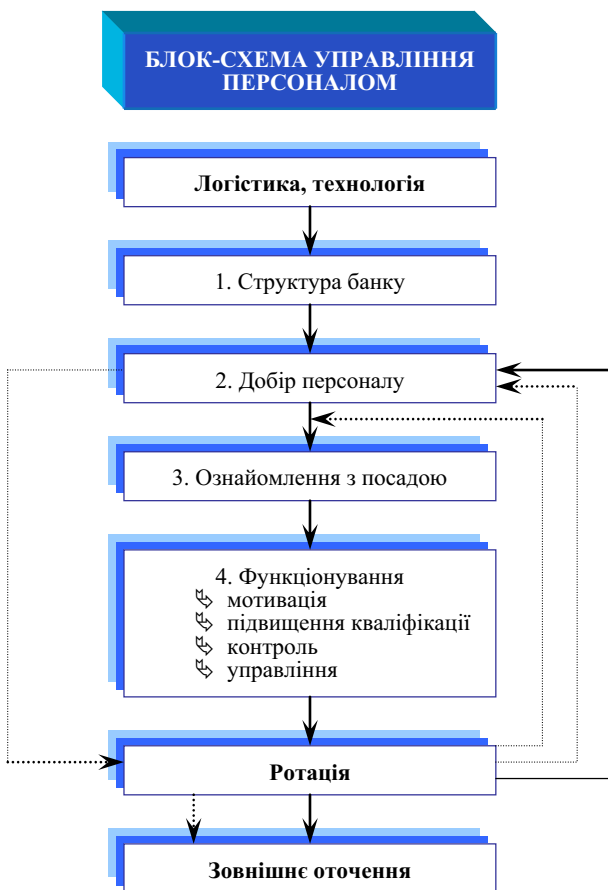 БЛОК-СХЕМА УПРАВЛІННЯ
ПЕРСОНАЛОМ
Логістика, технологія
1. Структура банку
2. Добір персоналу
3. Ознайомлення з посадою
4. Функціонування
мотивація
підвищення кваліфікації
контроль
управління
Ротація
Зовнішнє оточення